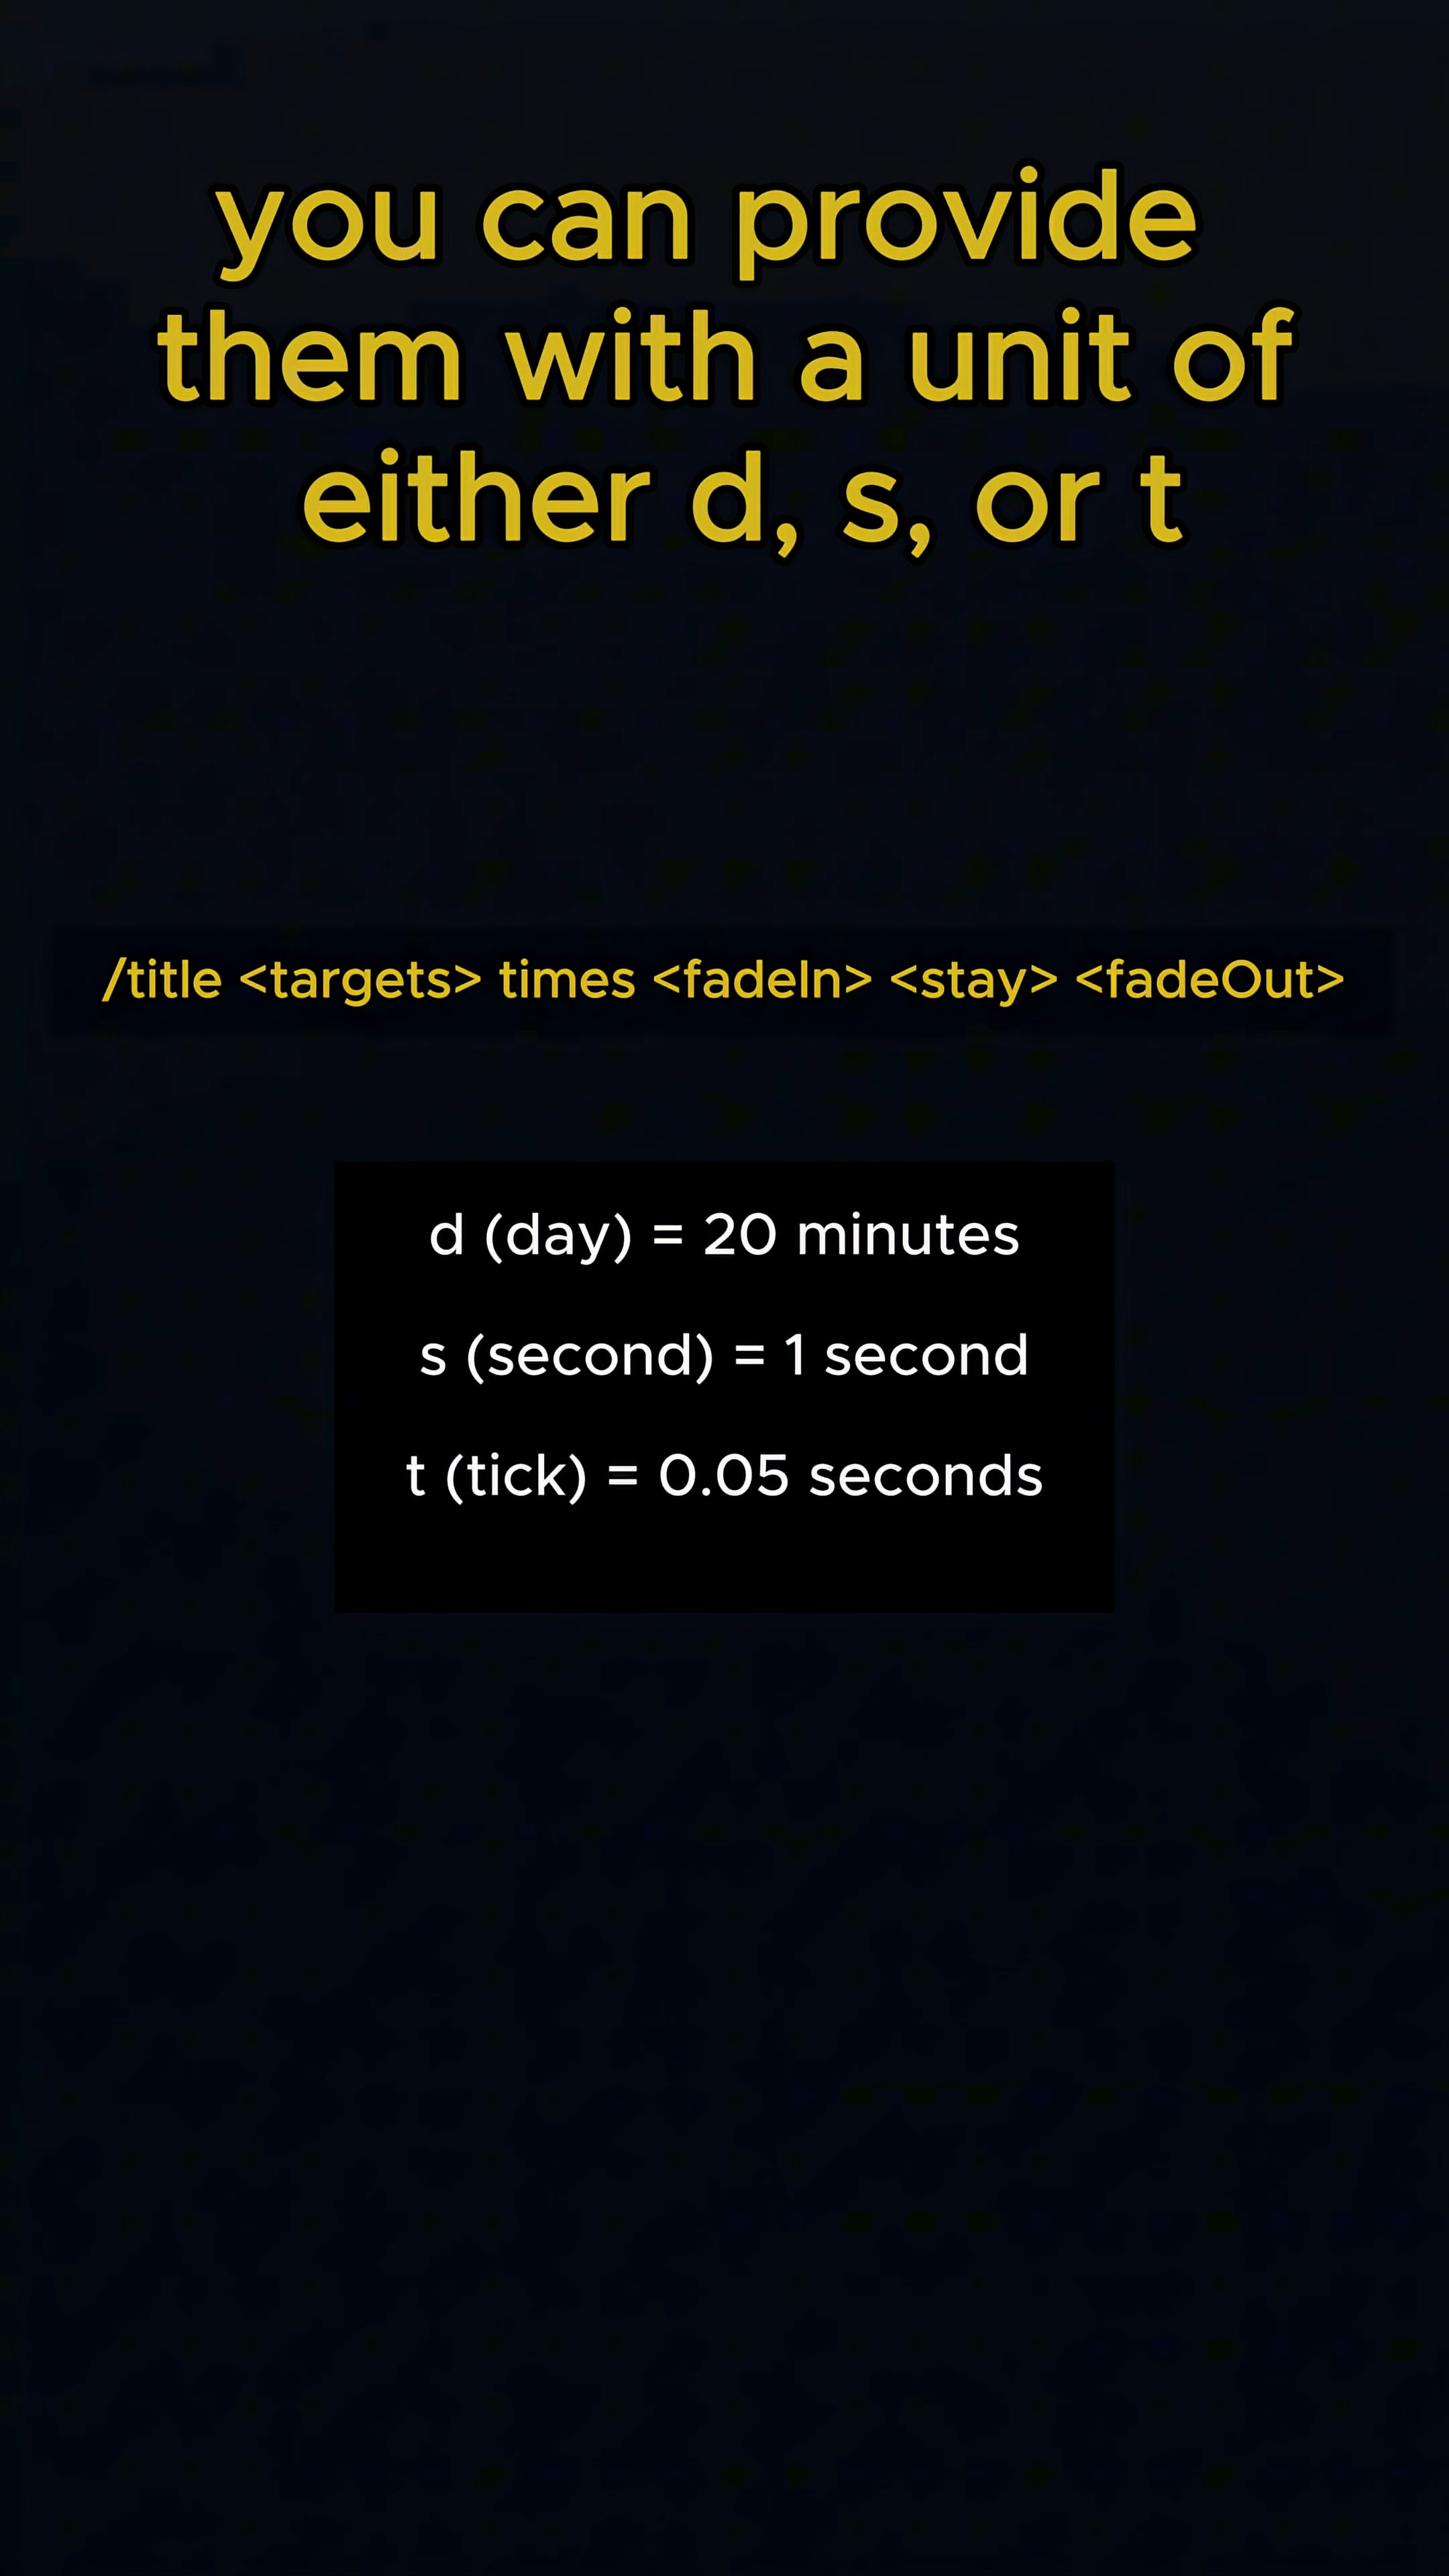 you can provide
them with a unit of
either d, s, or t
/title <targets> times <fadeIn> <stay> <fadeOut>
d (day) = 20 minutes
s (second) = 1 second
t (tick) = 0.05 seconds